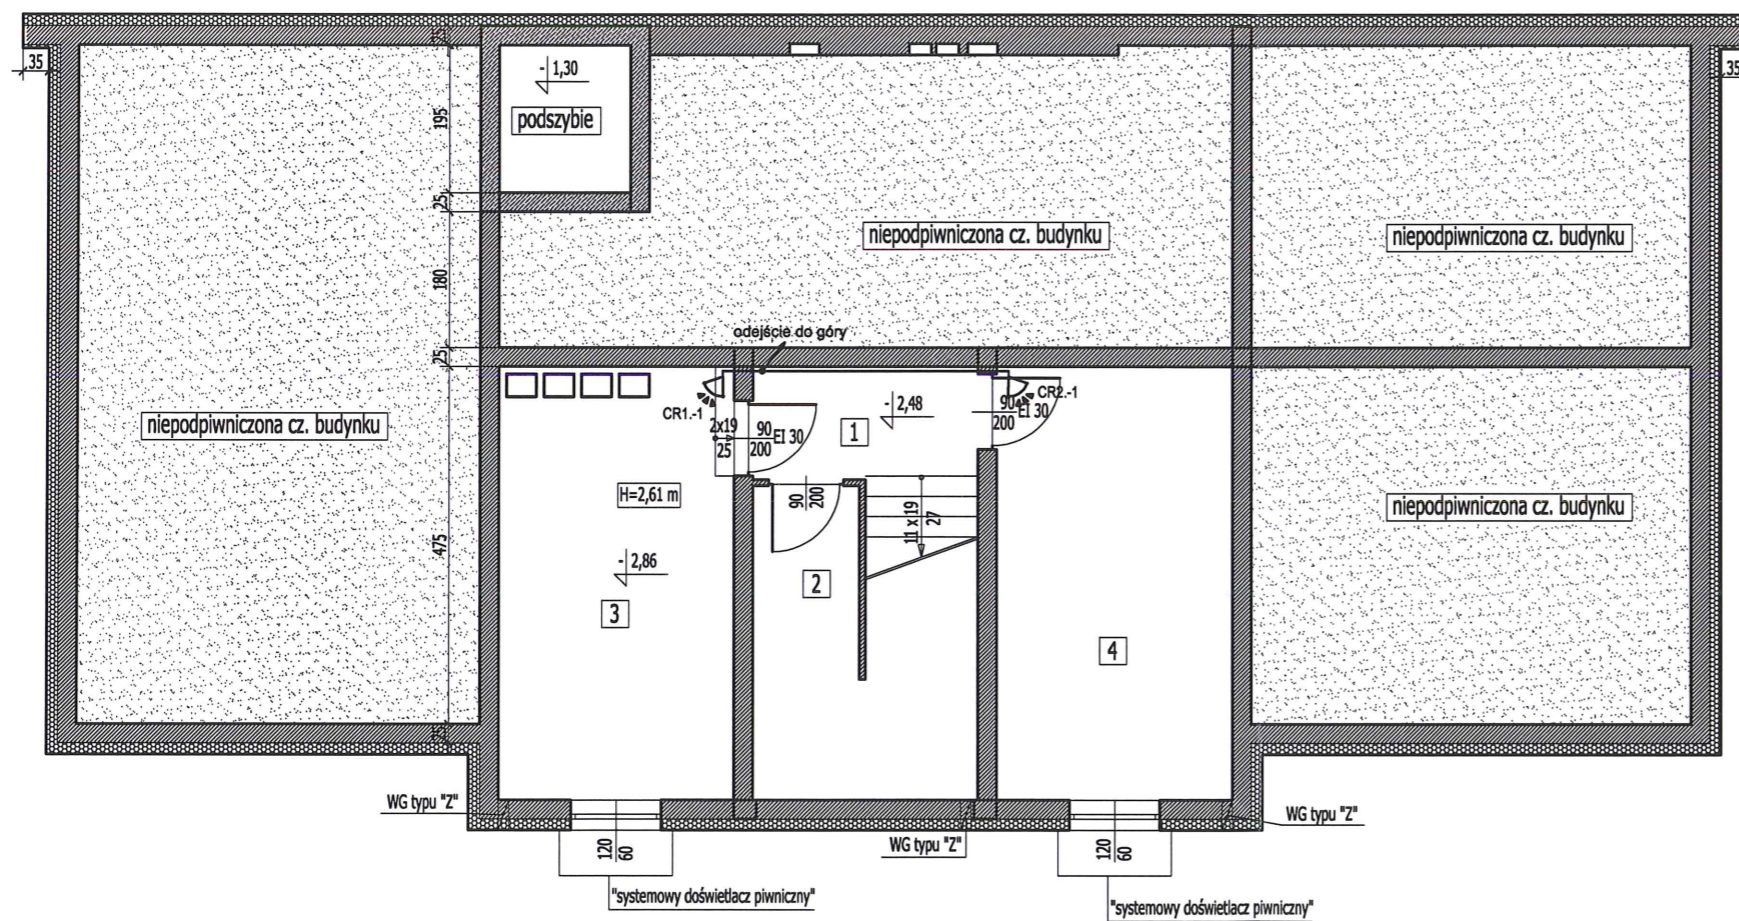 25
35
- 1,30
podszybie
195
25
180
25
niepodpiwniczona cz. budynku
niepodpiwniczona cz. budynku
35
odejście do góry
CR1.-1
2x19
25
90
200
EI 30
1
- 2,48
90
200
EI 30
CR2.-1
niepodpiwniczona cz. budynku
H=2,61 m
90
200
11 x 19
27
niepodpiwniczona cz. budynku
475
- 2,86
2
3
4
25
WG typu "Z"
WG typu "Z"
WG typu "Z"
120
60
120
60
"systemowy doświetlacz piwniczny"
"systemowy doświetlacz piwniczny"